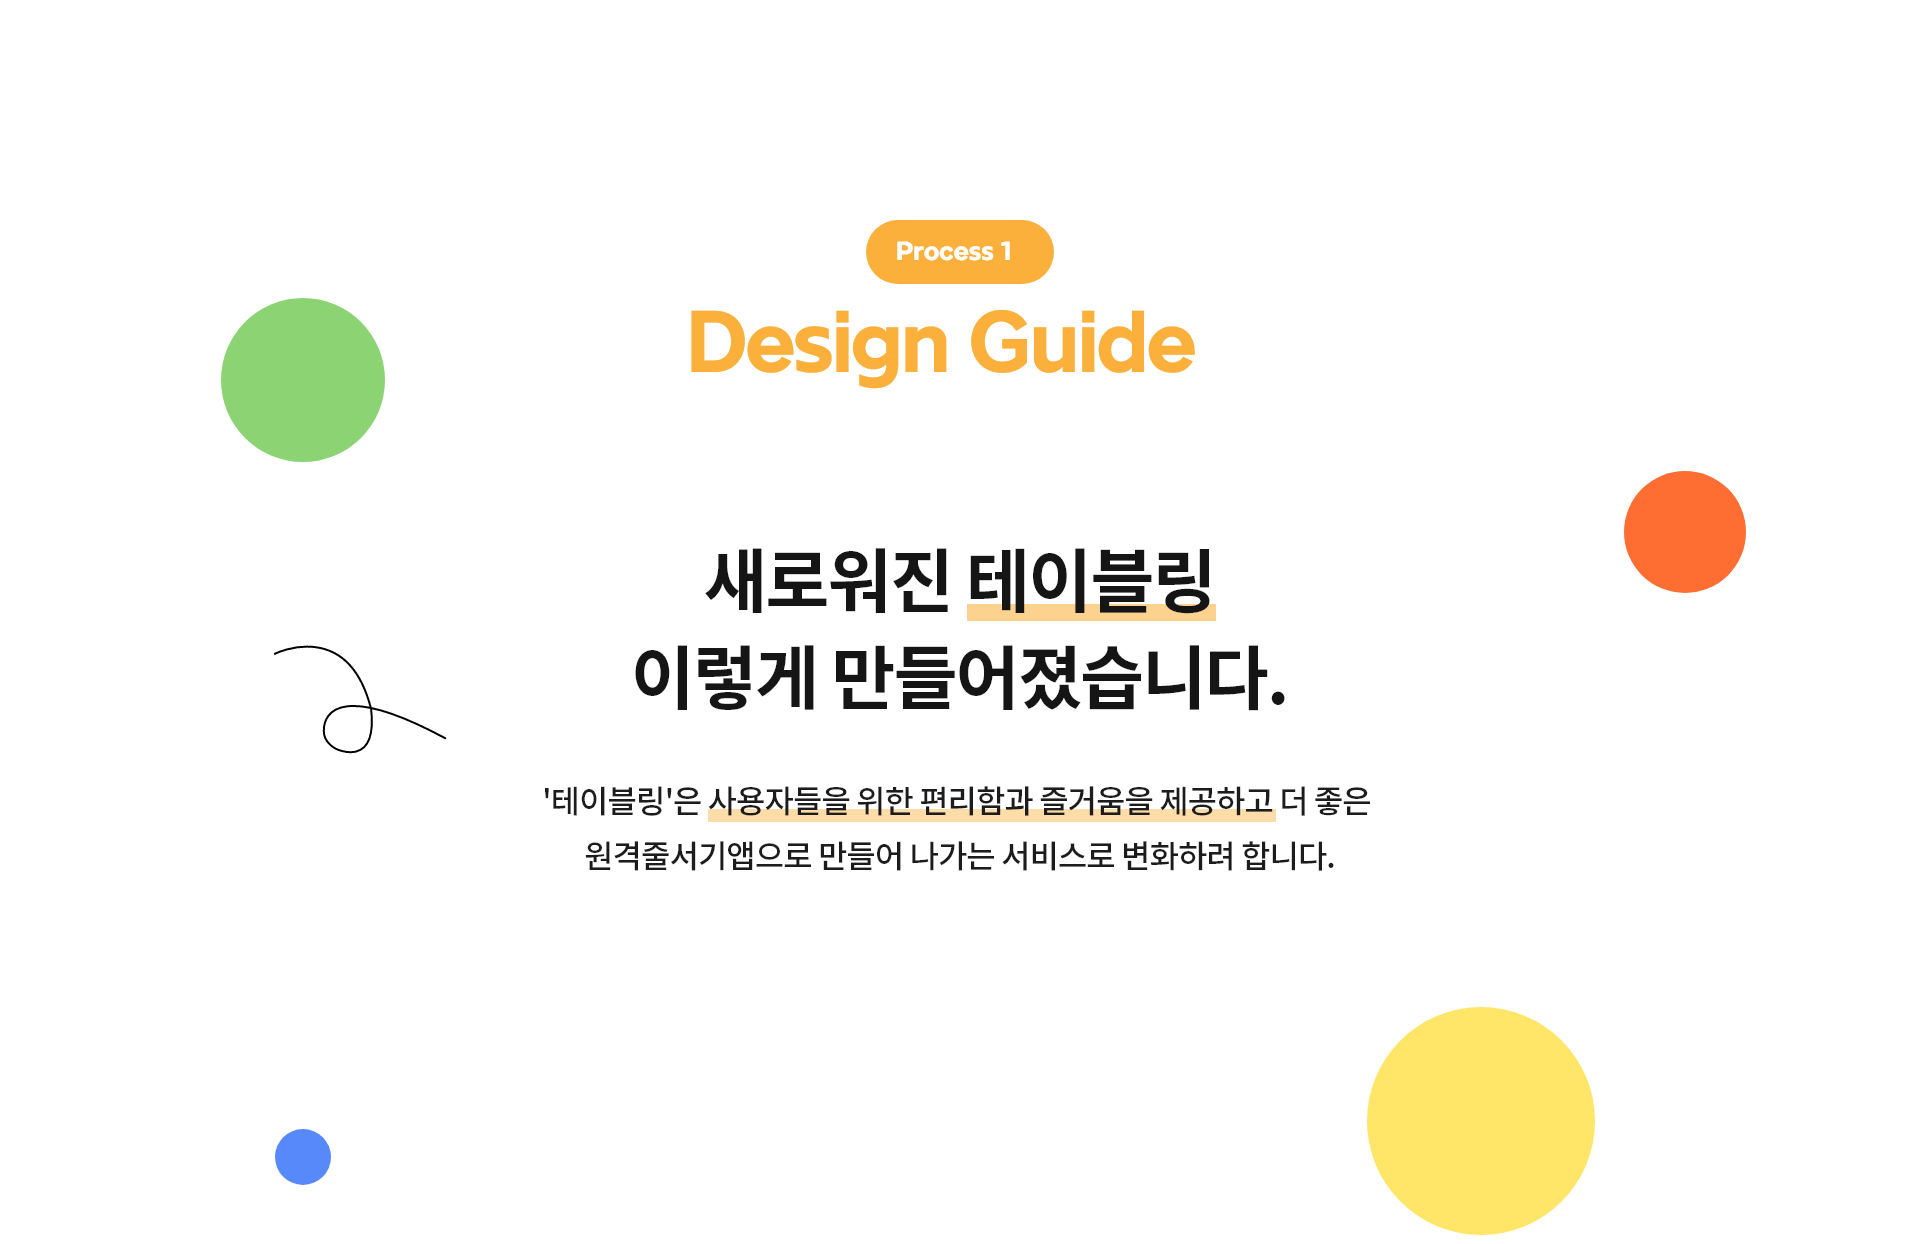 Process 1
Design Guide
새로워진 테이블링
이렇게 만들어졌습니다.
'테이블링'은 사용자들을 위한 편리함과 즐거움을 제공하고 더 좋은
원격줄서기앱으로 만들어 나가는 서비스로 변화하려 합니다.